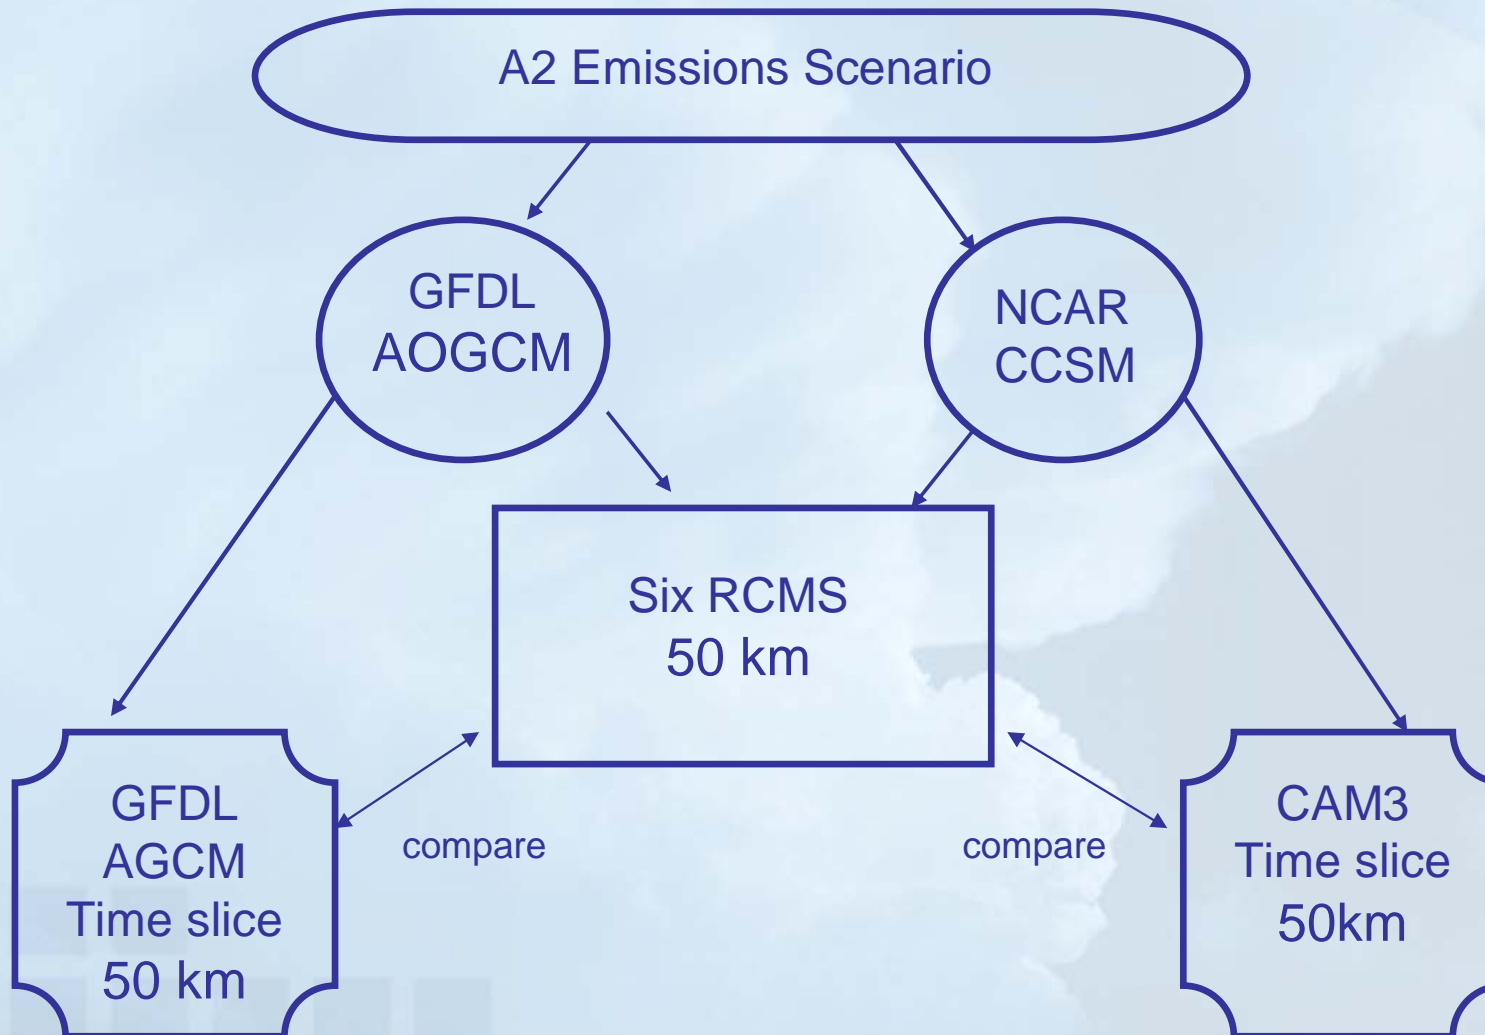 A2 Emissions Scenario
GFDL
AOGCM
NCAR
CCSM
Six RCMS
50 km
GFDL
AGCM
Time slice
50 km
compare
compare
CAM3
Time slice
50km